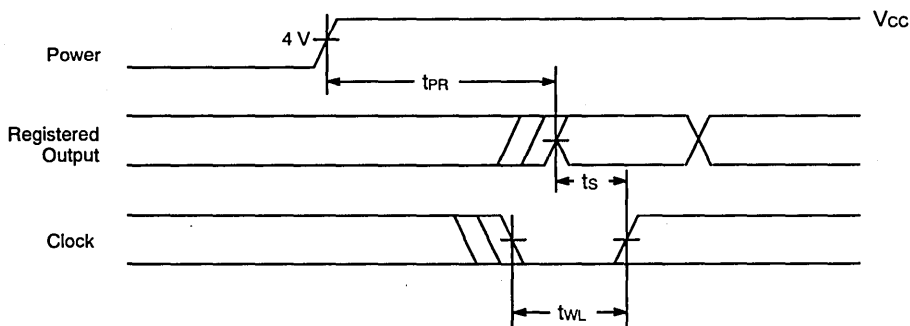 VCC
4 V
Power
tPR
Registered
Output
tS
Clock
tWL